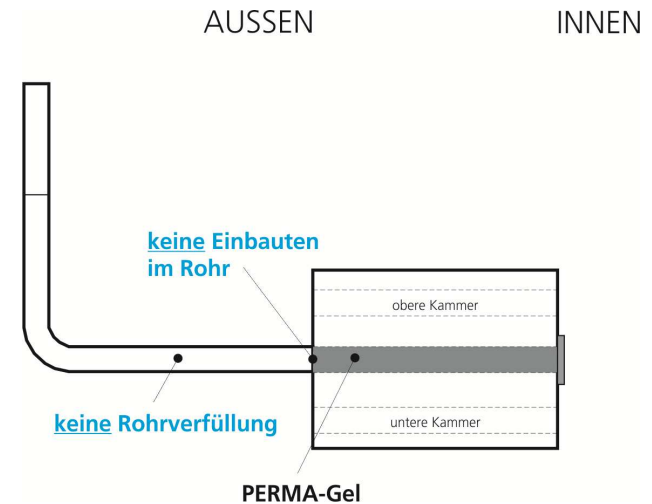 AUSSEN
INNEN
keine Einbauten
im Rohr
obere Kammer
keine Rohrverfüllung
untere Kammer
PERMA-Gel